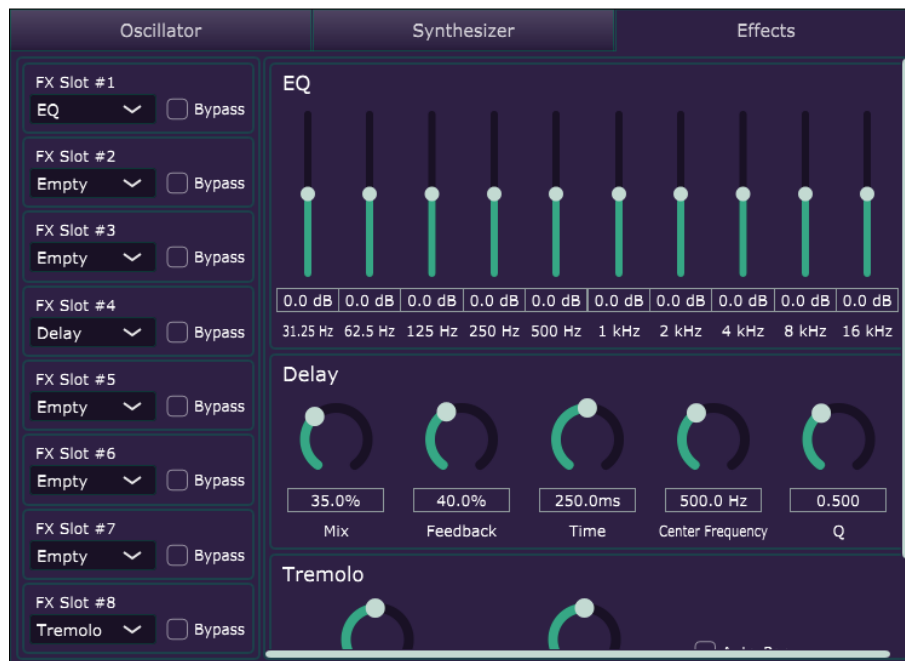 Oscillator Synthesizer Effects
FX Slot #1
EQ Bypass
FX Slot #2
Empty Bypass
FX Slot #3
Empty Bypass
FX Slot #4
Delay Bypass
FX Slot #5
Empty Bypass
FX Slot #6
Empty Bypass
FX Slot #7
Empty Bypass
FX Slot #8
Tremolo Bypass
EQ
0.0 dB 0.0 dB 0.0 dB 0.0 dB 0.0 dB 0.0 dB 0.0 dB 0.0 dB 0.0 dB 0.0 dB
31.25 Hz 62.5 Hz 125 Hz 250 Hz 500 Hz 1 kHz 2 kHz 4 kHz 8 kHz 16 kHz
Delay
35.0% 40.0% 250.0ms 500.0 Hz 0.500
Mix Feedback Time Center Frequency Q
Tremolo